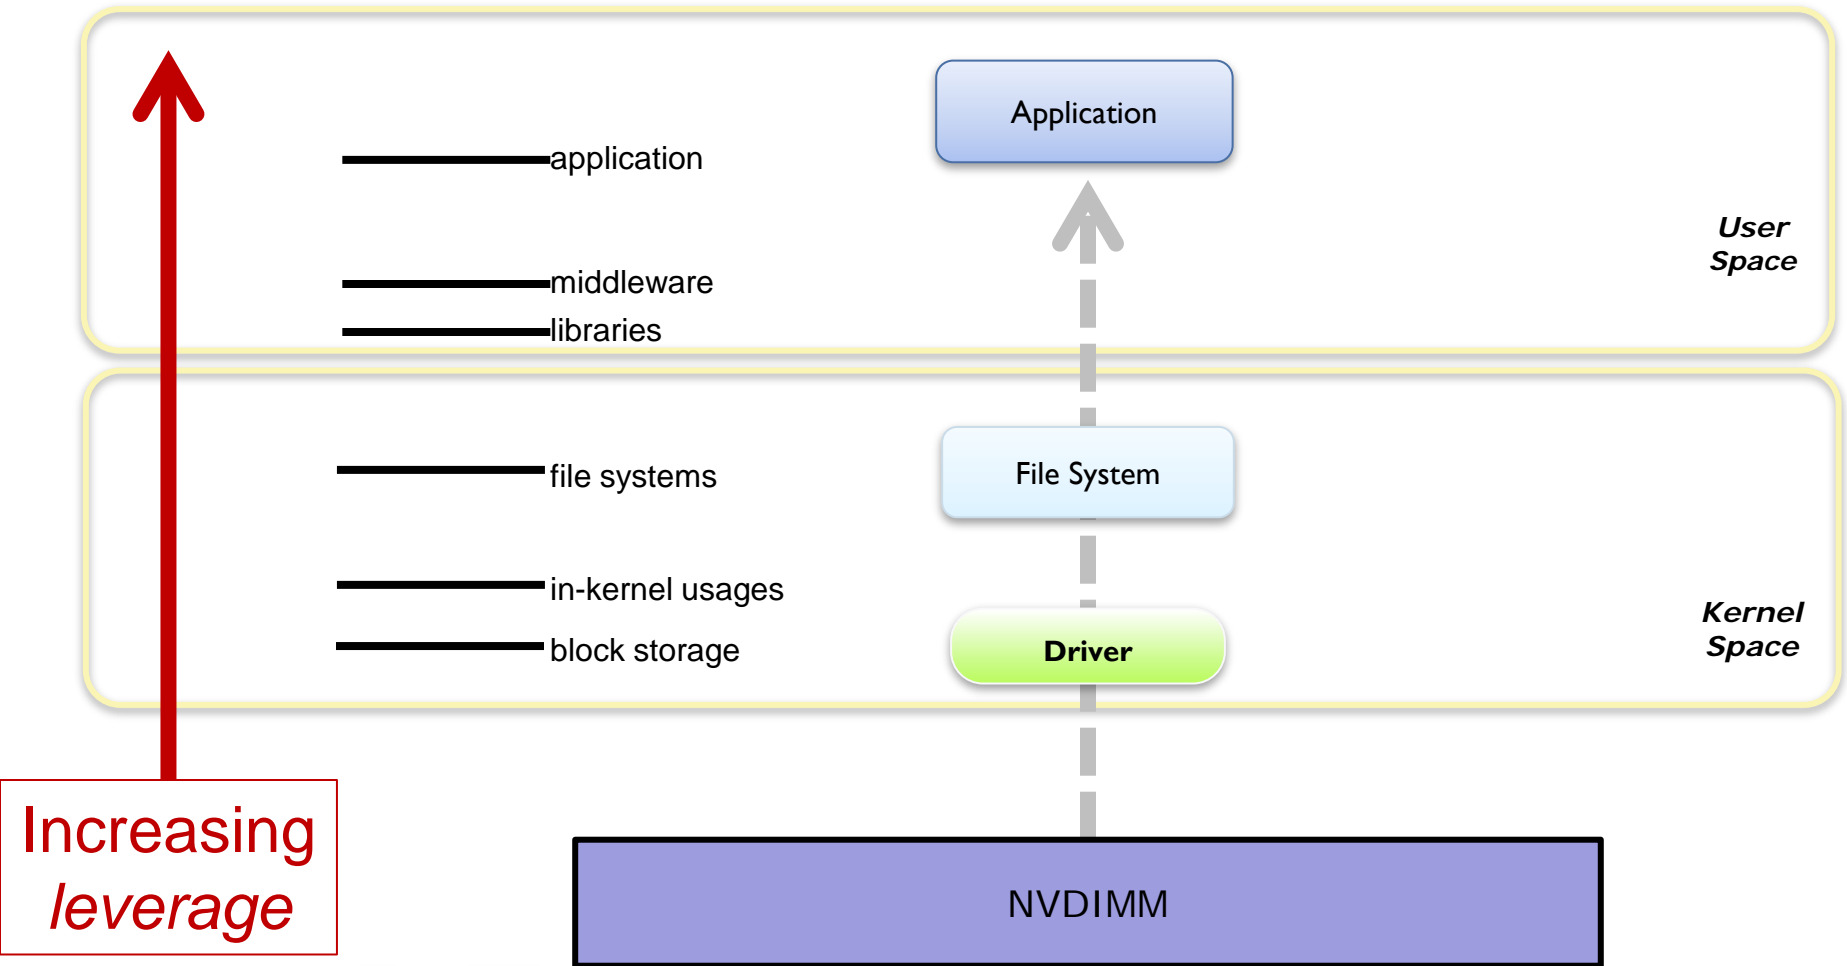 Application
application
User
Space
middleware
libraries
file systems
File System
in-kernel usages
Kernel
Space
block storage
Driver
Increasing
leverage
NVDIMM